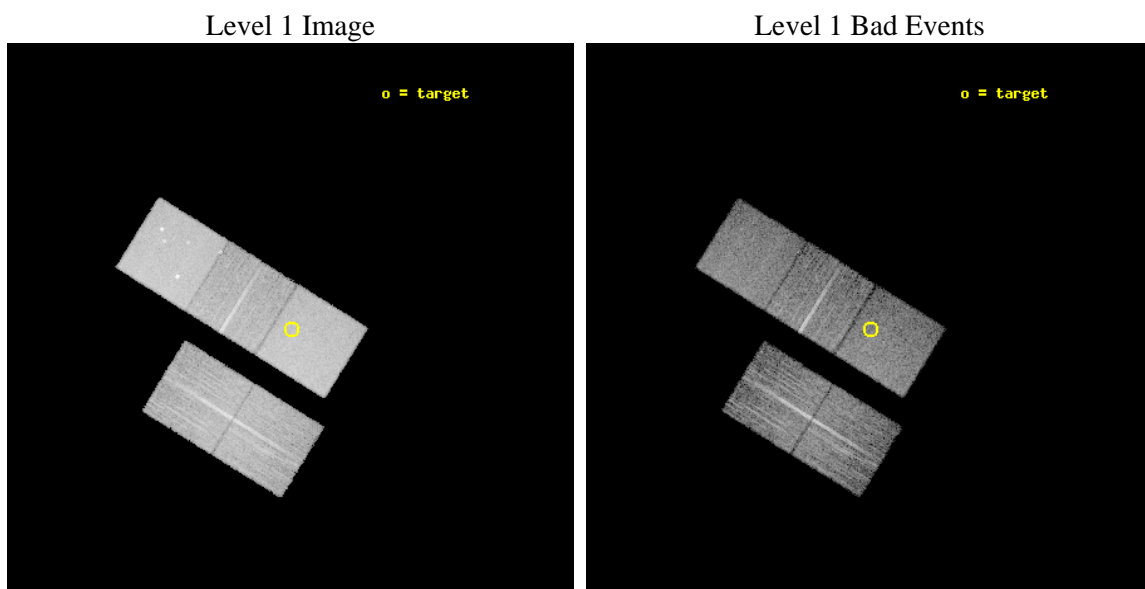 Level 1 Image
Level 1 Bad Events
o = target
o = target